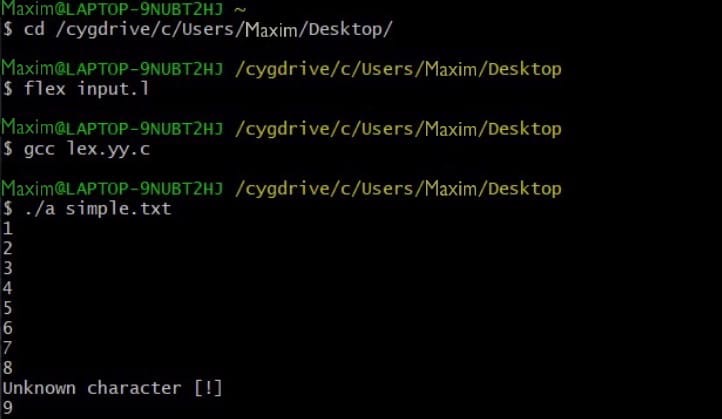 Maxim@LAPTOP-9NUBT2HJ ~
$ cd /cygdrive/c/Users/Maxim/Desktop/
Maxim@LAPTOP-9NUBT2HJ /cygdrive/c/Users/Maxim/Desktop
$ flex input.l
Maxim@LAPTOP-9NUBT2HJ /cygdrive/c/Users/Maxim/Desktop
$ gcc lex.yy.c
Maxim@LAPTOP-9NUBT2HJ /cygdrive/c/Users/Maxim/Desktop
$ ./a simple.txt
1
2
3
4
5
6
7
8
Unknown character [!]
9